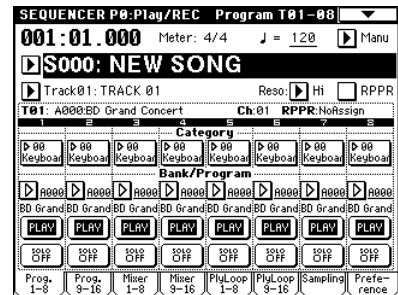 SEQUENCER P0:Play/REC Program T01-08
001:01.000 Meter: 4/4 ♩ = 120 Manu
S000: NEW SONG
Track01: TRACK 01 Reso: Hi RPPR
T01: A000:BD Grand Concert Ch:01 RPPR:NoAssign
1 2 3 4 5 6 7 8
Category
00 00 00 00 00 00 00 00
Keyboar Keyboar Keyboar Keyboar Keyboar Keyboar Keyboar Keyboar
Bank/Program
A000 A000 A000 A000 A000 A000 A000 A000
BD Grand BD Grand BD Grand BD Grand BD Grand BD Grand BD Grand BD Grand
PLAY PLAY PLAY PLAY PLAY PLAY PLAY PLAY
SOLO SOLO SOLO SOLO SOLO SOLO SOLO SOLO
OFF OFF OFF OFF OFF OFF OFF OFF
Prog. Prog. Mixer Mixer PlyLoop PlyLoop Sampling Prefe-
1-8 9-16 1-8 9-16 1-8 9-16 rence